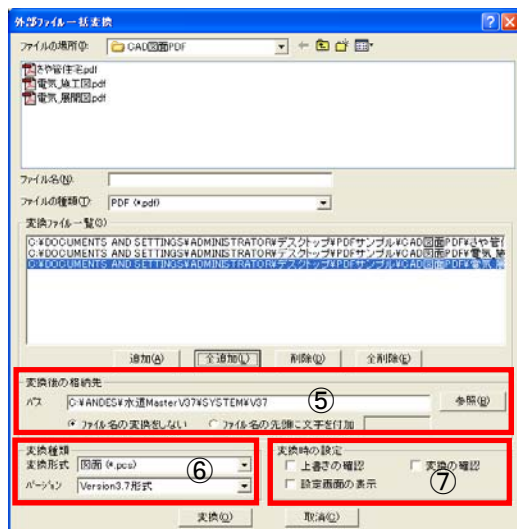 外部ファイル一括変換
ファイルの場所(I): CAD図面PDF
さや管住宅.pdf
電気_施工図.pdf
電気_展開図.pdf
ファイル名(N):
ファイルの種類(T): PDF (*.pdf)
変換ファイル一覧(S)
C:¥DOCUMENTS AND SETTINGS¥ADMINISTRATOR¥デスクトップ¥PDFサンプル¥CAD図面PDF¥さや管
C:¥DOCUMENTS AND SETTINGS¥ADMINISTRATOR¥デスクトップ¥PDFサンプル¥CAD図面PDF¥電気_
C:¥DOCUMENTS AND SETTINGS¥ADMINISTRATOR¥デスクトップ¥PDFサンプル¥CAD図面PDF¥電気_
追加(A) 全追加(L) 削除(D) 全削除(E)
変換後の格納先
パス C:¥ANDES¥水道MasterV37¥SYSTEM¥V37 ⑤ 参照(B)
ファイル名の変換をしない ファイル名の先頭に文字を付加
変換種類 変換時の設定
変換形式 図面 (*.pcs) ⑥ 上書きの確認 変換の確認
バージョン Version3.7形式 設定画面の表示 ⑦
変換(O) 取消(C)